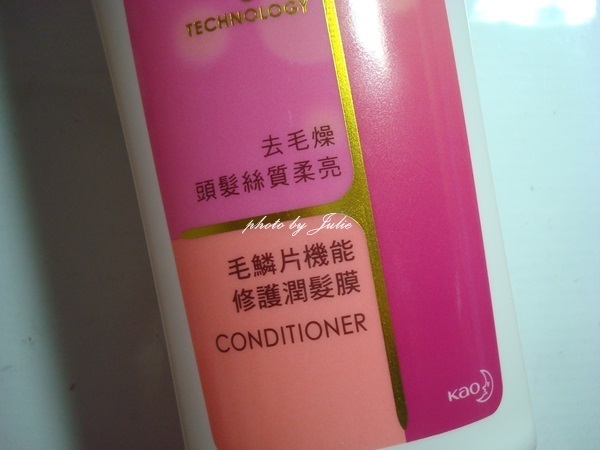 TECHNOLOGY
去毛燥
頭髮絲質柔亮
photo by Julie
毛鱗片機能
修護潤髮膜
CONDITIONER
Kao